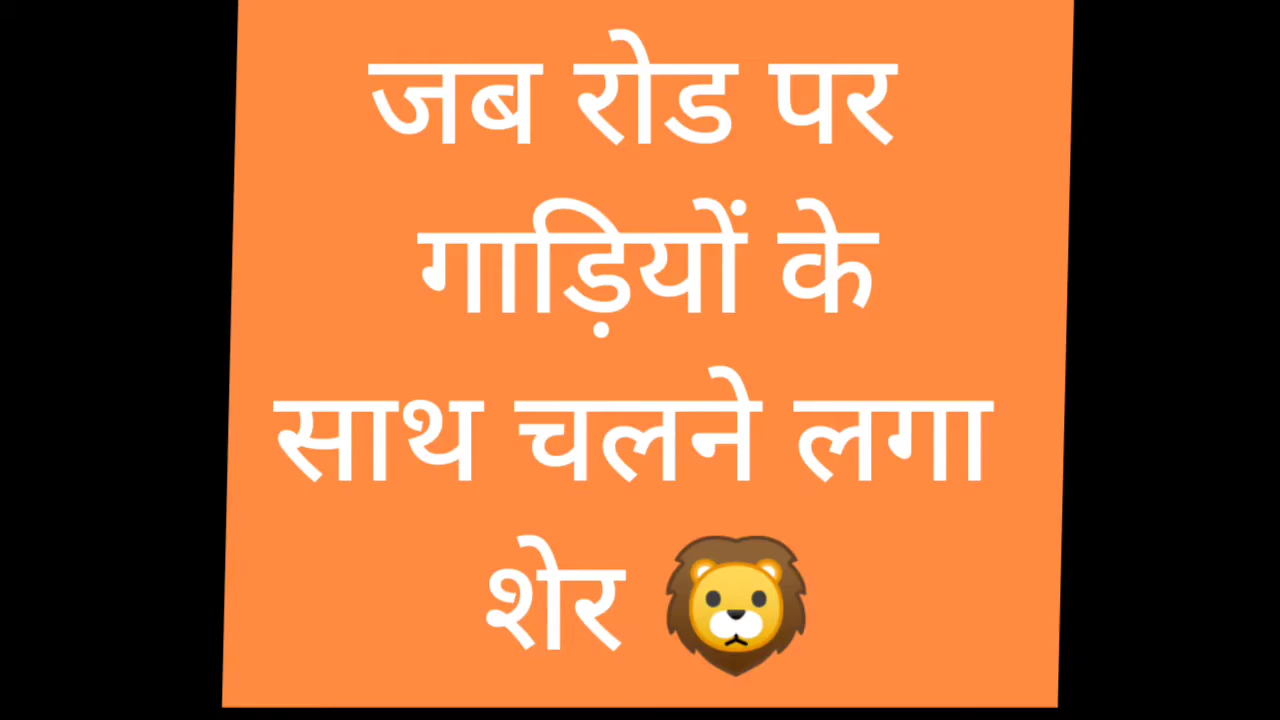 जब रोड पर
गाड़ियों के
साथ चलने लगा
शेर 🦁